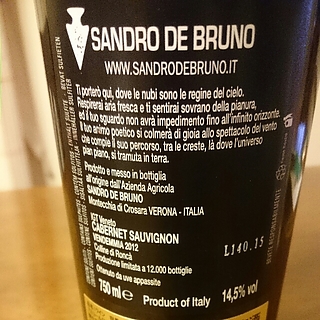 SANDRO DE BRUNO
WWW.SANDRODEBRUNO.IT
Ti porterò qui, dove le nubi sono le regine del cielo.
Respirerai aria fresca e ti sentirai sovrano della pianura,
ed il tuo sguardo non avrà impedimento fino all'infinito orizzonte.
Il tuo animo poetico si colmerà di gioia allo spettacolo del vento
che compie il suo percorso, tra le creste, là dove l'universo
pian piano, si tramuta in terra.
Prodotto e messo in bottiglia
all'origine dall'Azienda Agricola
SANDRO DE BRUNO
Montecchia di Crosara VERONA - ITALIA
IGT Veneto
CABERNET SAUVIGNON
VENDEMMIA 2012
Colline di Roncà
Produzione limitata a 12.000 bottiglie
Ottenuto da uve appassite
750 ml e Product of Italy 14,5% vol
L140.15